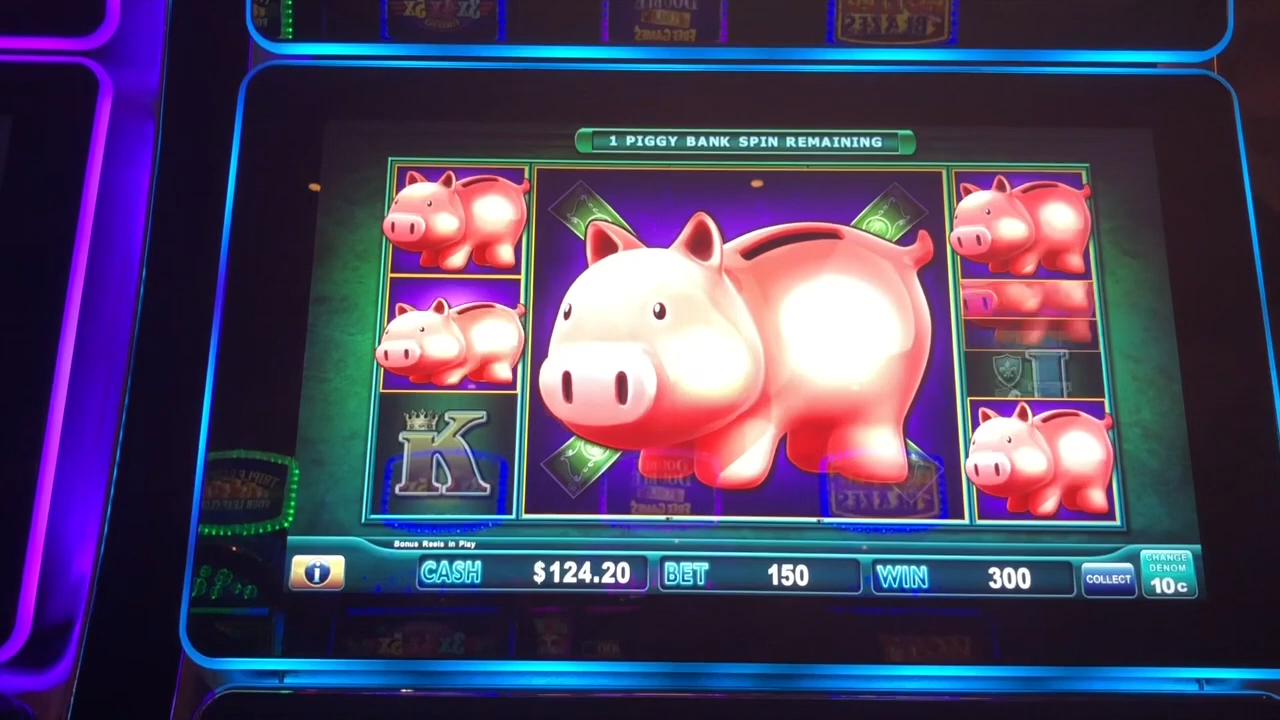 1 PIGGY BANK SPIN REMAINING
K
Bonus Reels in Play
CASH $124.20 BET 150 WIN 300 COLLECT
CHANGE
DENOM
10¢